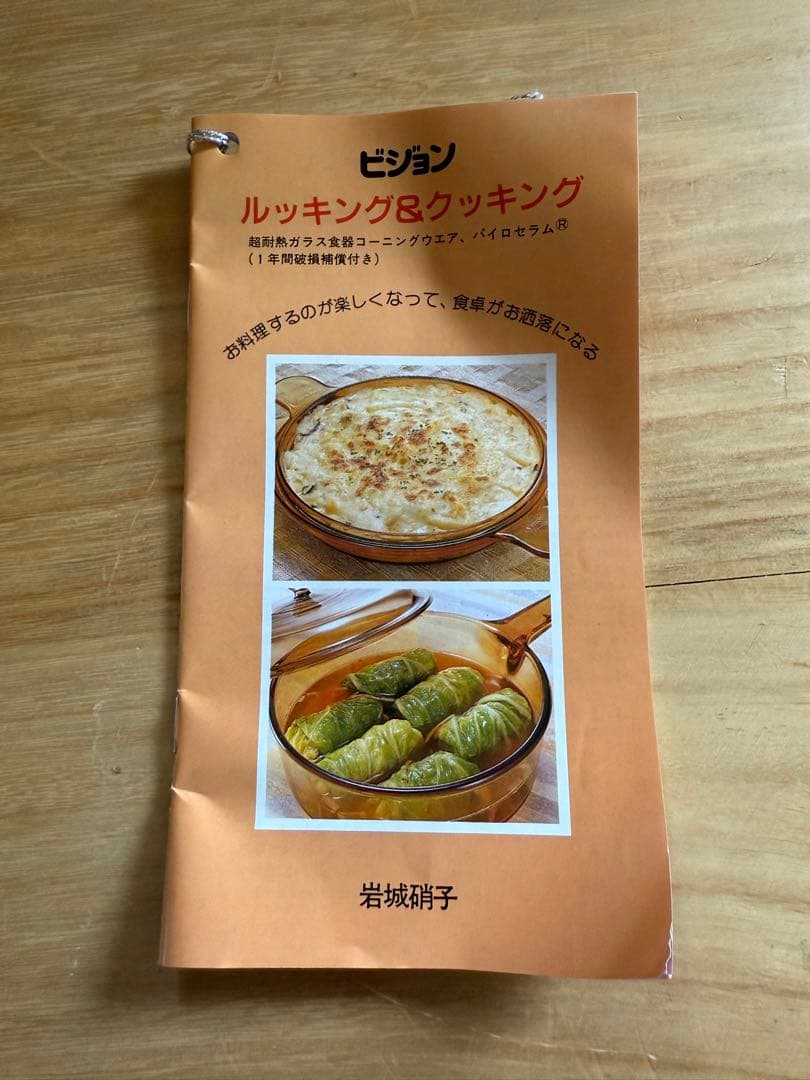 ビジョン
ルッキング&クッキング
超耐熱ガラス食器コーニングウエア、パイロセラム®
(1年間破損補償付き)
お料理するのが楽しくなって、食卓がお洒落になる
岩城硝子